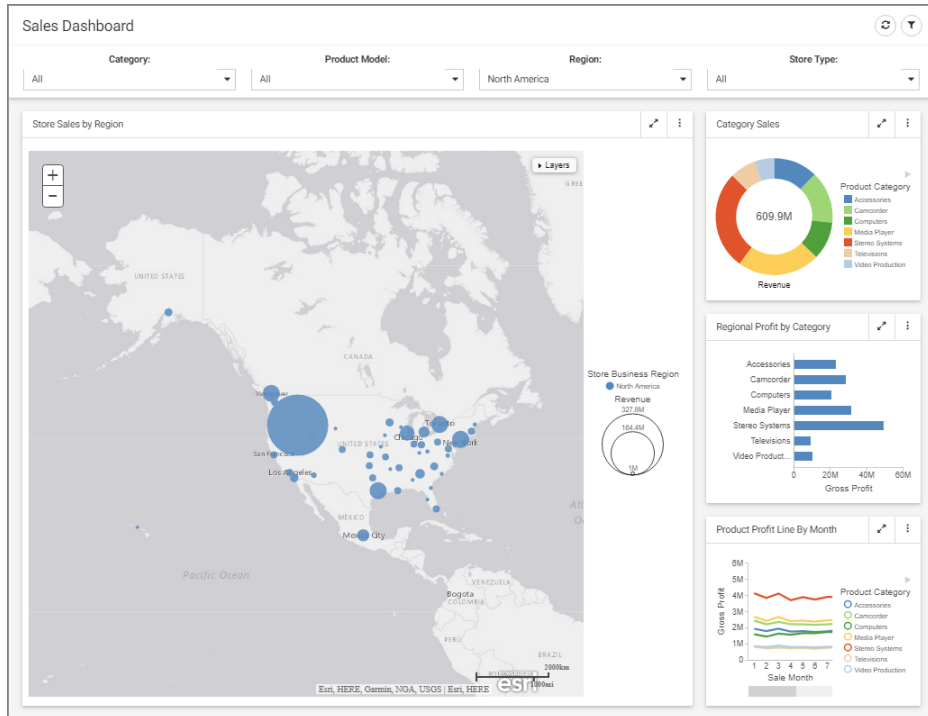 Sales Dashboard
Category:
Product Model:
Region:
Store Type:
All
All
North America
All
Store Sales by Region
+
−
Layers
GREE
UNITED STATES
CANADA
Vancouver
Toronto
Chicago
New York
UNITED STATES
San Francisco
Los Angeles
MÉXICO
Mexico City
Pacific Ocean
Atl
Oc
Bogota
VENEZUELA
COLOMBIA
PERÚ
BRAZIL
2000km
1000mi
esri
Esri, HERE, Garmin, NGA, USGS | Esri, HERE
Store Business Region
North America
Revenue
327.8M
164.4M
1M
Category Sales
609.9M
Revenue
Product Category
Accessories
Camcorder
Computers
Media Player
Stereo Systems
Televisions
Video Production
Regional Profit by Category
Accessories
Camcorder
Computers
Media Player
Stereo Systems
Televisions
Video Produc...
0 20M 40M 60M
Gross Profit
Product Profit Line By Month
6M
5M
4M
3M
2M
1M
0
Gross Profit
1 2 3 4 5 6 7
Sale Month
Product Category
Accessories
Camcorder
Computers
Media Player
Stereo Systems
Televisions
Video Production